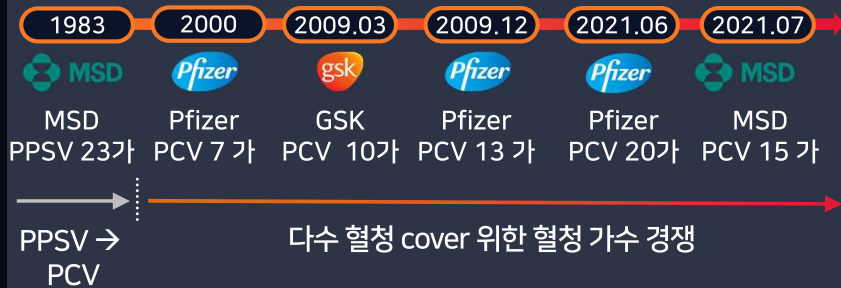 1983 2000 2009.03 2009.12 2021.06 2021.07
MSD Pfizer gsk Pfizer Pfizer MSD
MSD Pfizer GSK Pfizer Pfizer MSD
PPSV 23가 PCV 7 가 PCV 10가 PCV 13 가 PCV 20가 PCV 15 가
PPSV → 다수 혈청 cover 위한 혈청 가수 경쟁
PCV